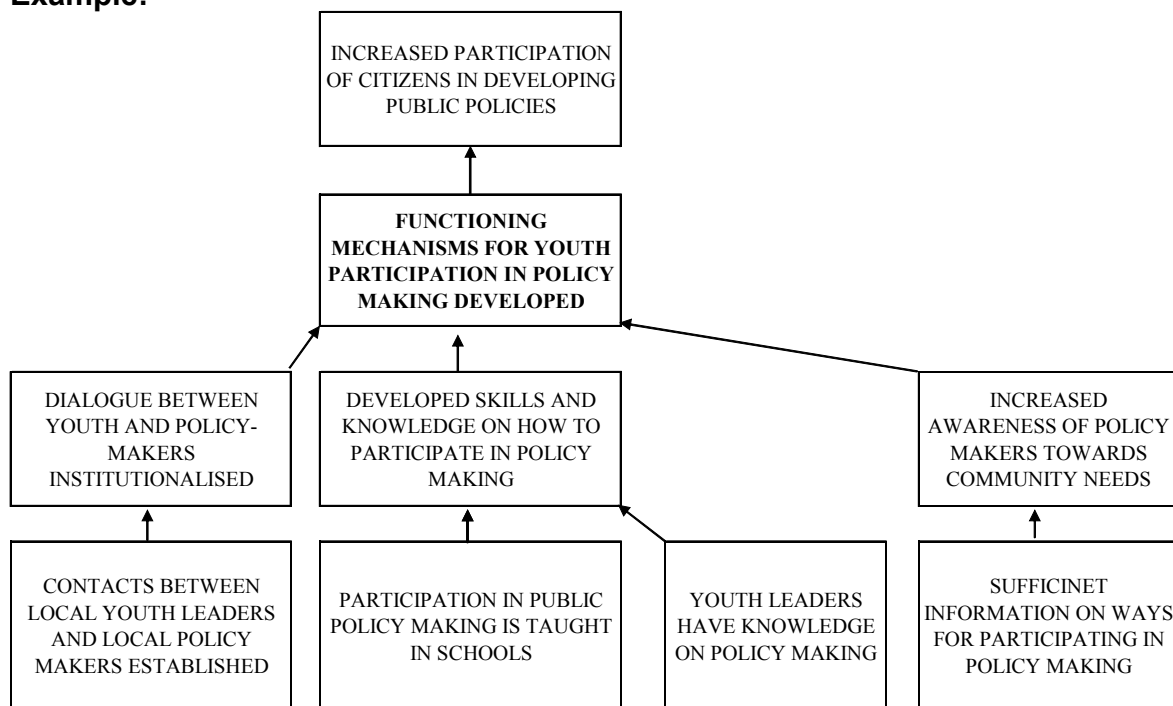 Example:
INCREASED PARTICIPATION
OF CITIZENS IN DEVELOPING
PUBLIC POLICIES
FUNCTIONING
MECHANISMS FOR YOUTH
PARTICIPATION IN POLICY
MAKING DEVELOPED
DIALOGUE BETWEEN
YOUTH AND POLICY-
MAKERS
INSTITUTIONALISED
DEVELOPED SKILLS AND
KNOWLEDGE ON HOW TO
PARTICIPATE IN POLICY
MAKING
INCREASED
AWARENESS OF POLICY
MAKERS TOWARDS
COMMUNITY NEEDS
CONTACTS BETWEEN
LOCAL YOUTH LEADERS
AND LOCAL POLICY
MAKERS ESTABLISHED
PARTICIPATION IN PUBLIC
POLICY MAKING IS TAUGHT
IN SCHOOLS
YOUTH LEADERS
HAVE KNOWLEDGE
ON POLICY MAKING
SUFFICINET
INFORMATION ON WAYS
FOR PARTICIPATING IN
POLICY MAKING